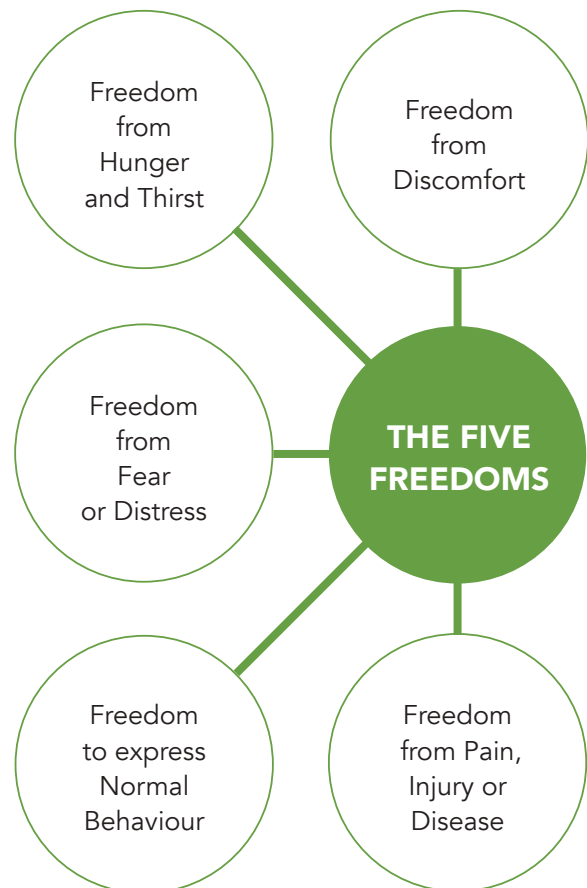 Freedom
from
Hunger
and Thirst
Freedom
from
Discomfort
Freedom
from
Fear
or Distress
THE FIVE
FREEDOMS
Freedom
to express
Normal
Behaviour
Freedom
from Pain,
Injury or
Disease